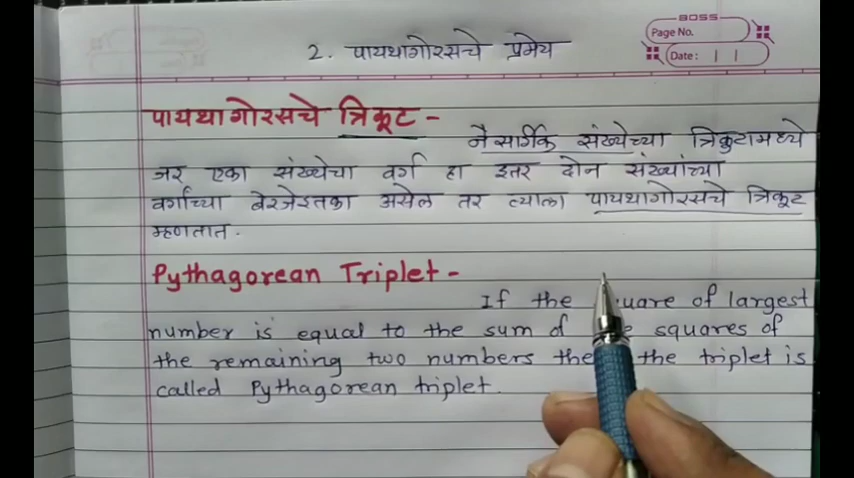 BOSS
Page No.
Date: | |
2. पायथागोरसचे प्रमेय
पायथागोरसचे त्रिकूट -
नैसर्गिक संख्येच्या त्रिकुटामध्ये
जर एका संख्येचा वर्ग हा इतर दोन संख्यांच्या
वर्गाच्या बेरजेइतका असेल तर त्याला पायथागोरसचे त्रिकूट
म्हणतात.
Pythagorean Triplet -
If the of largest
number is equal to the sum of squares of
the remaining two numbers the triplet is
called Pythagorean triplet.